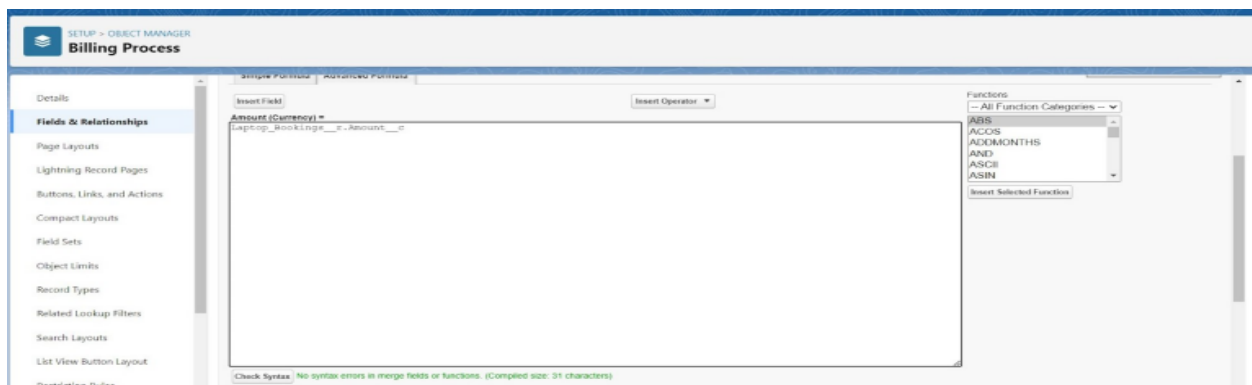 SETUP > OBJECT MANAGER
Billing Process
Simple Formula Advanced Formula
Details
Fields & Relationships
Page Layouts
Lightning Record Pages
Buttons, Links, and Actions
Compact Layouts
Field Sets
Object Limits
Record Types
Related Lookup Filters
Search Layouts
List View Button Layout
Restriction Rules
Insert Field
Insert Operator
Amount (Currency) =
Laptop_Bookings__r.Amount__c
Functions
-- All Function Categories --
ABS
ACOS
ADDMONTHS
AND
ASCII
ASIN
Insert Selected Function
Check Syntax No syntax errors in merge fields or functions. (Compiled size: 31 characters)